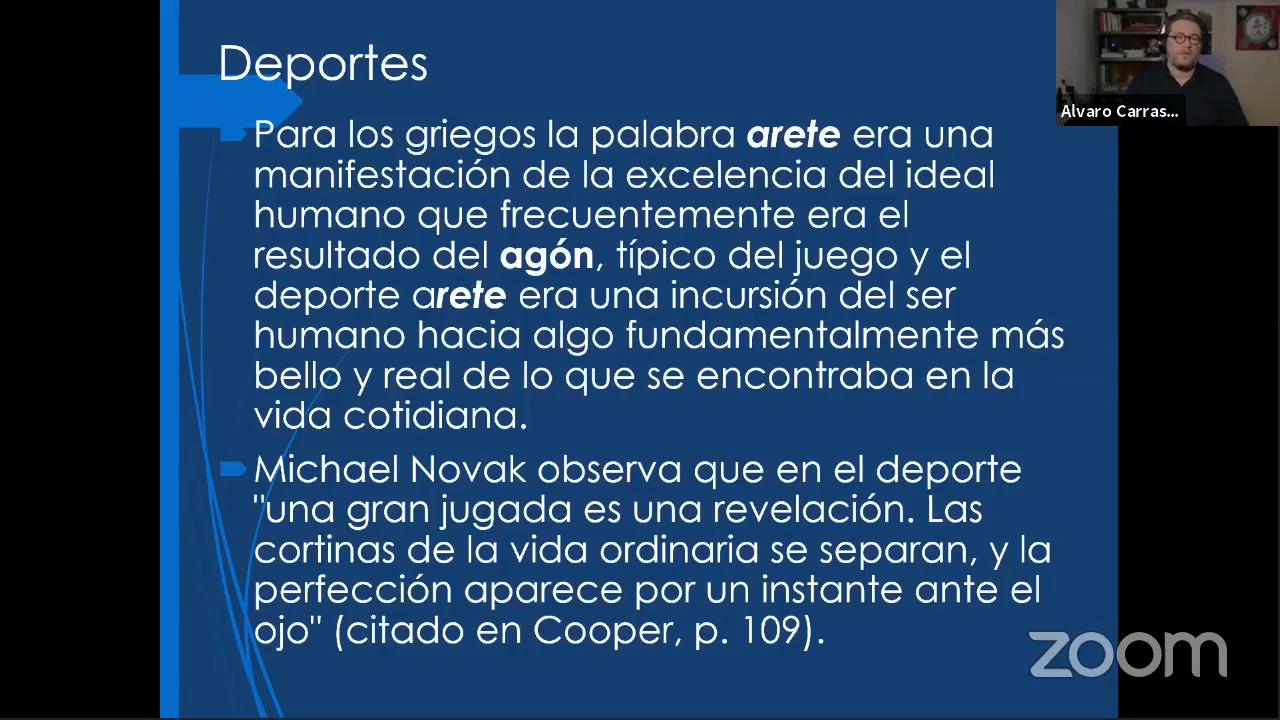 Deportes
Para los griegos la palabra arete era una
manifestación de la excelencia del ideal
humano que frecuentemente era el
resultado del agón, típico del juego y el
deporte arete era una incursión del ser
humano hacia algo fundamentalmente más
bello y real de lo que se encontraba en la
vida cotidiana.
Michael Novak observa que en el deporte
"una gran jugada es una revelación. Las
cortinas de la vida ordinaria se separan, y la
perfección aparece por un instante ante el
ojo" (citado en Cooper, p. 109).
Alvaro Carras...
zoom